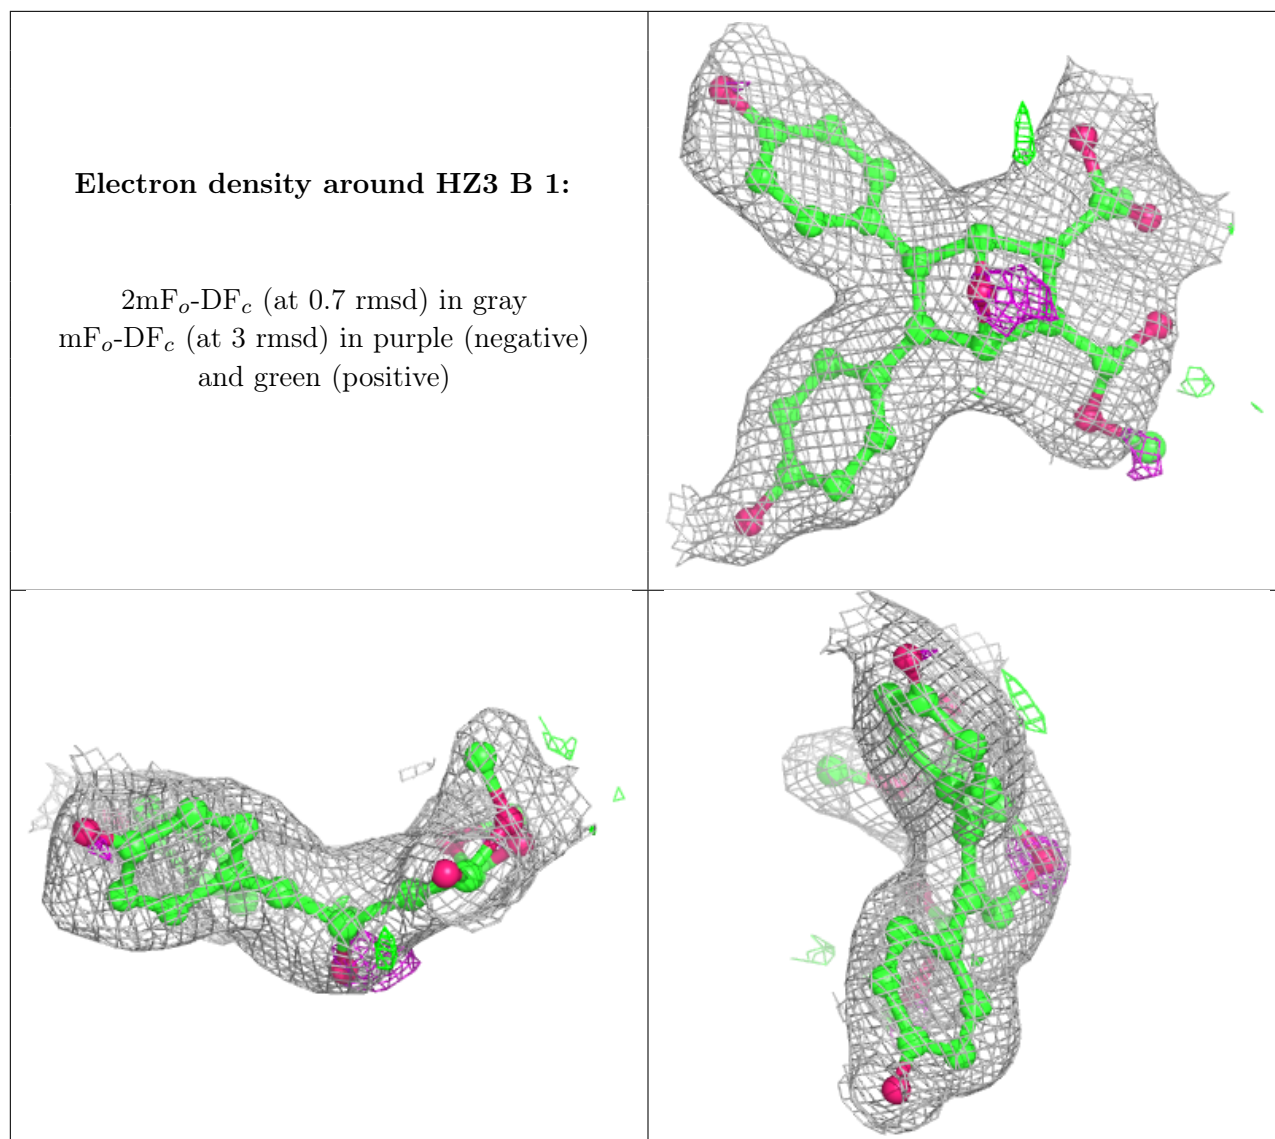 Electron density around HZ3 B 1:
2mFo-DFc (at 0.7 rmsd) in gray
mFo-DFc (at 3 rmsd) in purple (negative)
and green (positive)